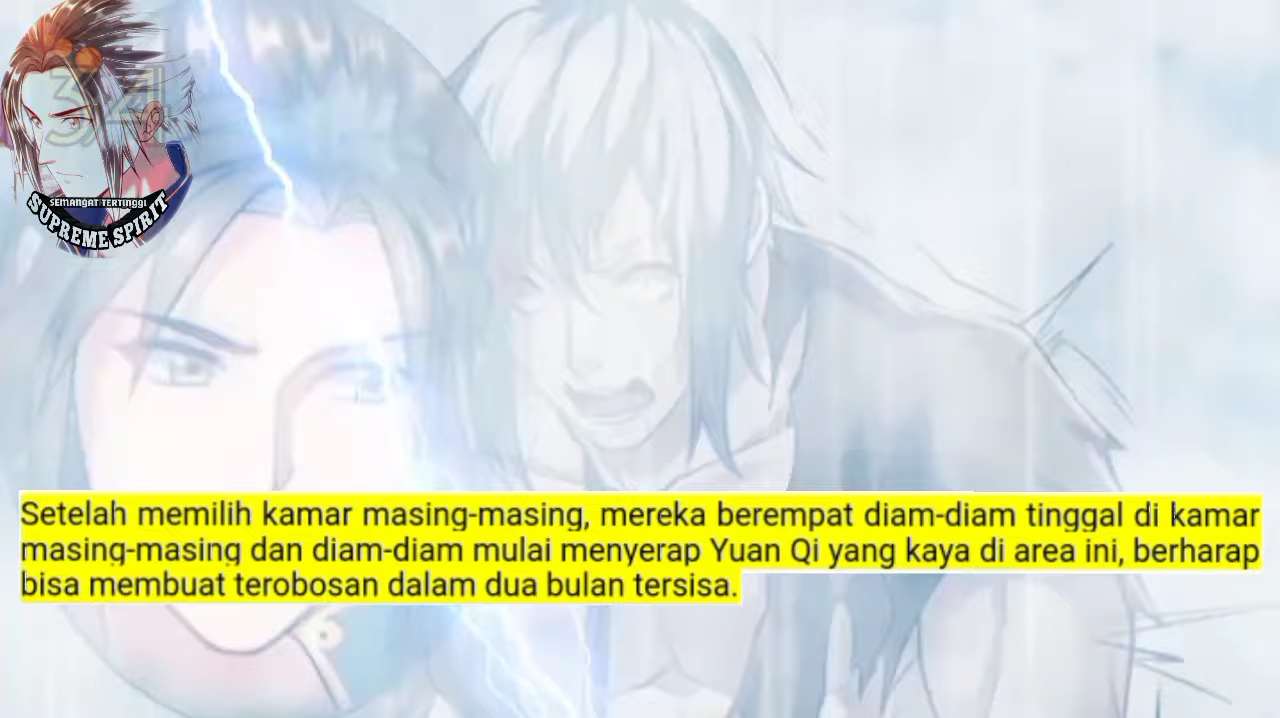 34
SEMANGAT TERTINGGI
SUPREME SPIRIT
Setelah memilih kamar masing-masing, mereka berempat diam-diam tinggal di kamar
masing-masing dan diam-diam mulai menyerap Yuan Qi yang kaya di area ini, berharap
bisa membuat terobosan dalam dua bulan tersisa.